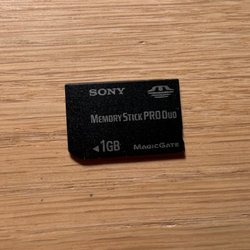 SONY
MEMORY STICK PRO DUO
1GB
MAGICGATE